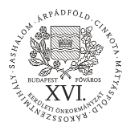 SASHALOM · ÁRPÁDFÖLD · CINKOTA · MÁTYÁSFÖLD · RÁKOSSZENTMIHÁLY
BUDAPEST FŐVÁROS
XVI.
KERÜLETI ÖNKORMÁNYZAT